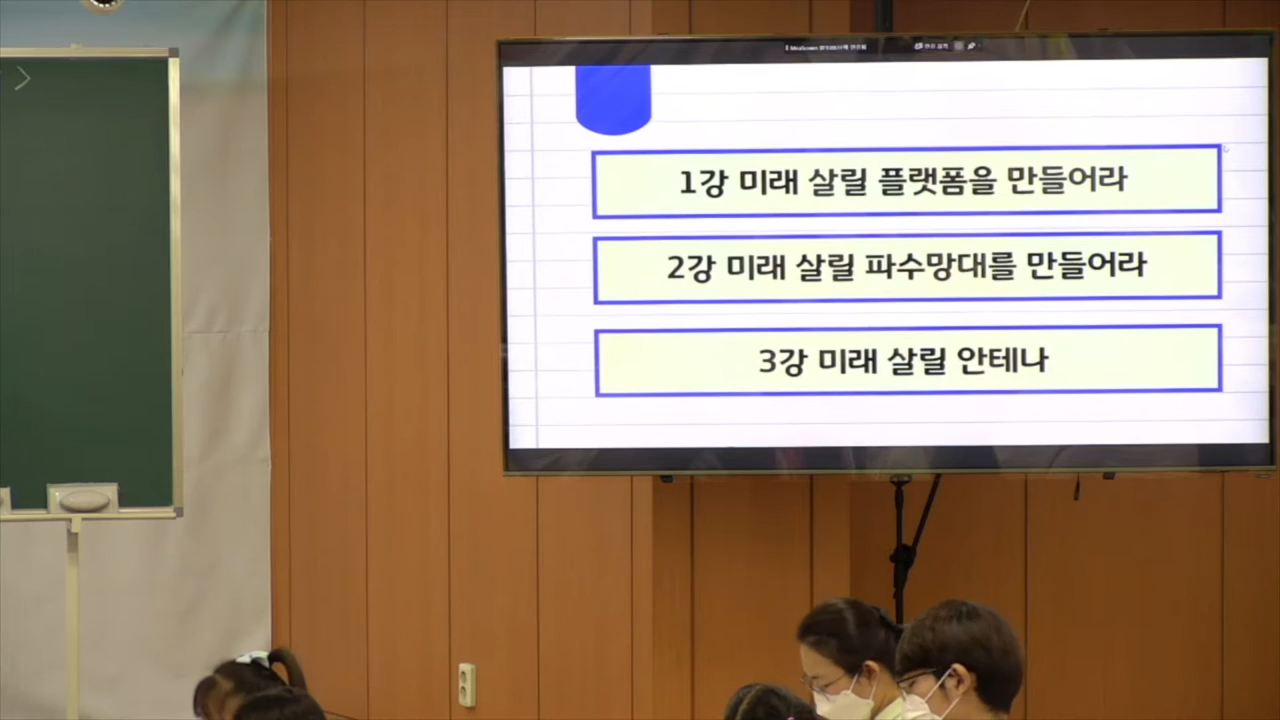 1강 미래 살릴 플랫폼을 만들어라
2강 미래 살릴 파수망대를 만들어라
3강 미래 살릴 안테나